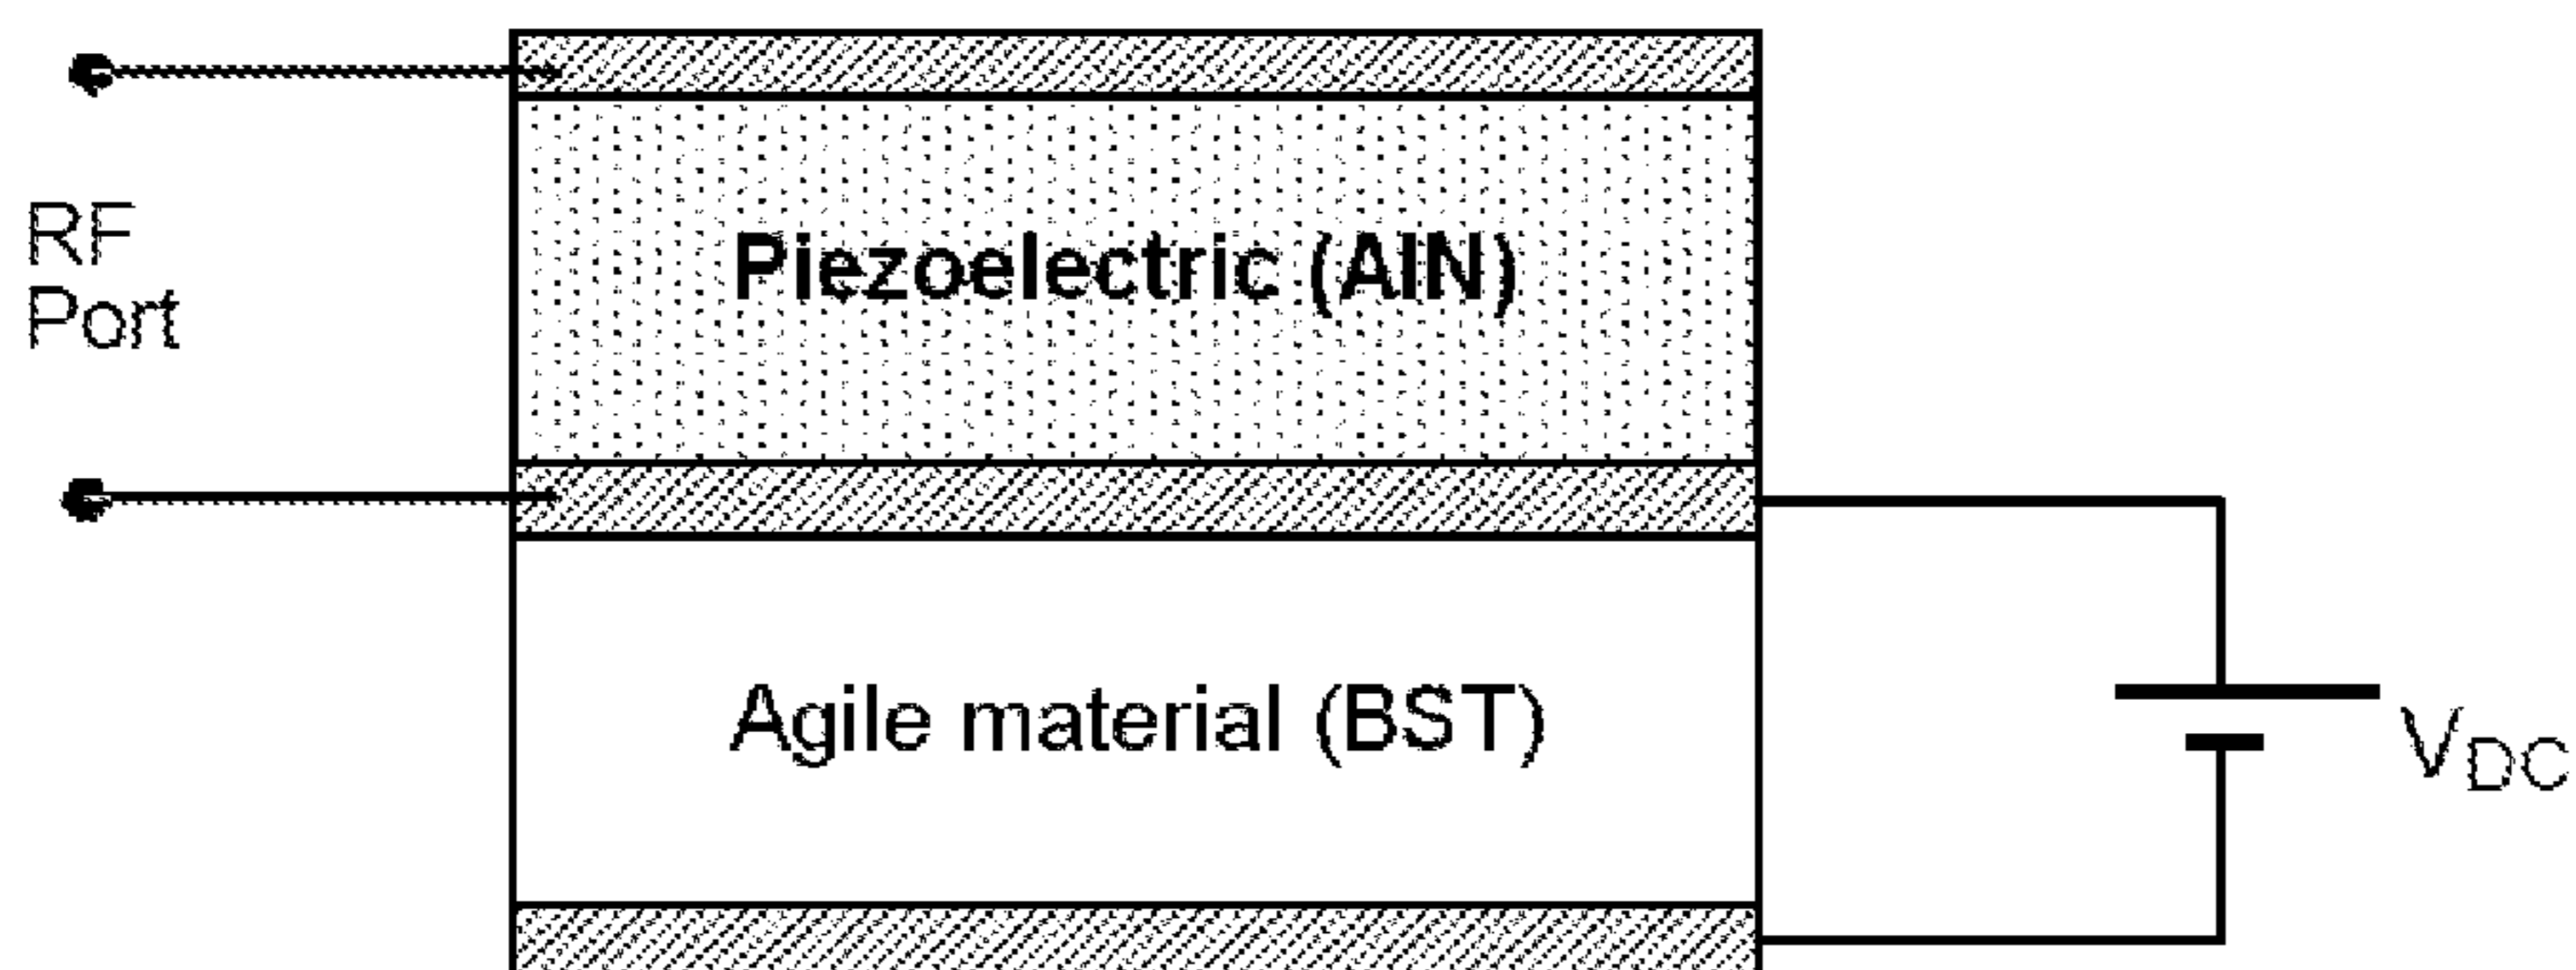 RF
Port
Piezoelectric (AlN)
Agile material (BST)
VDC